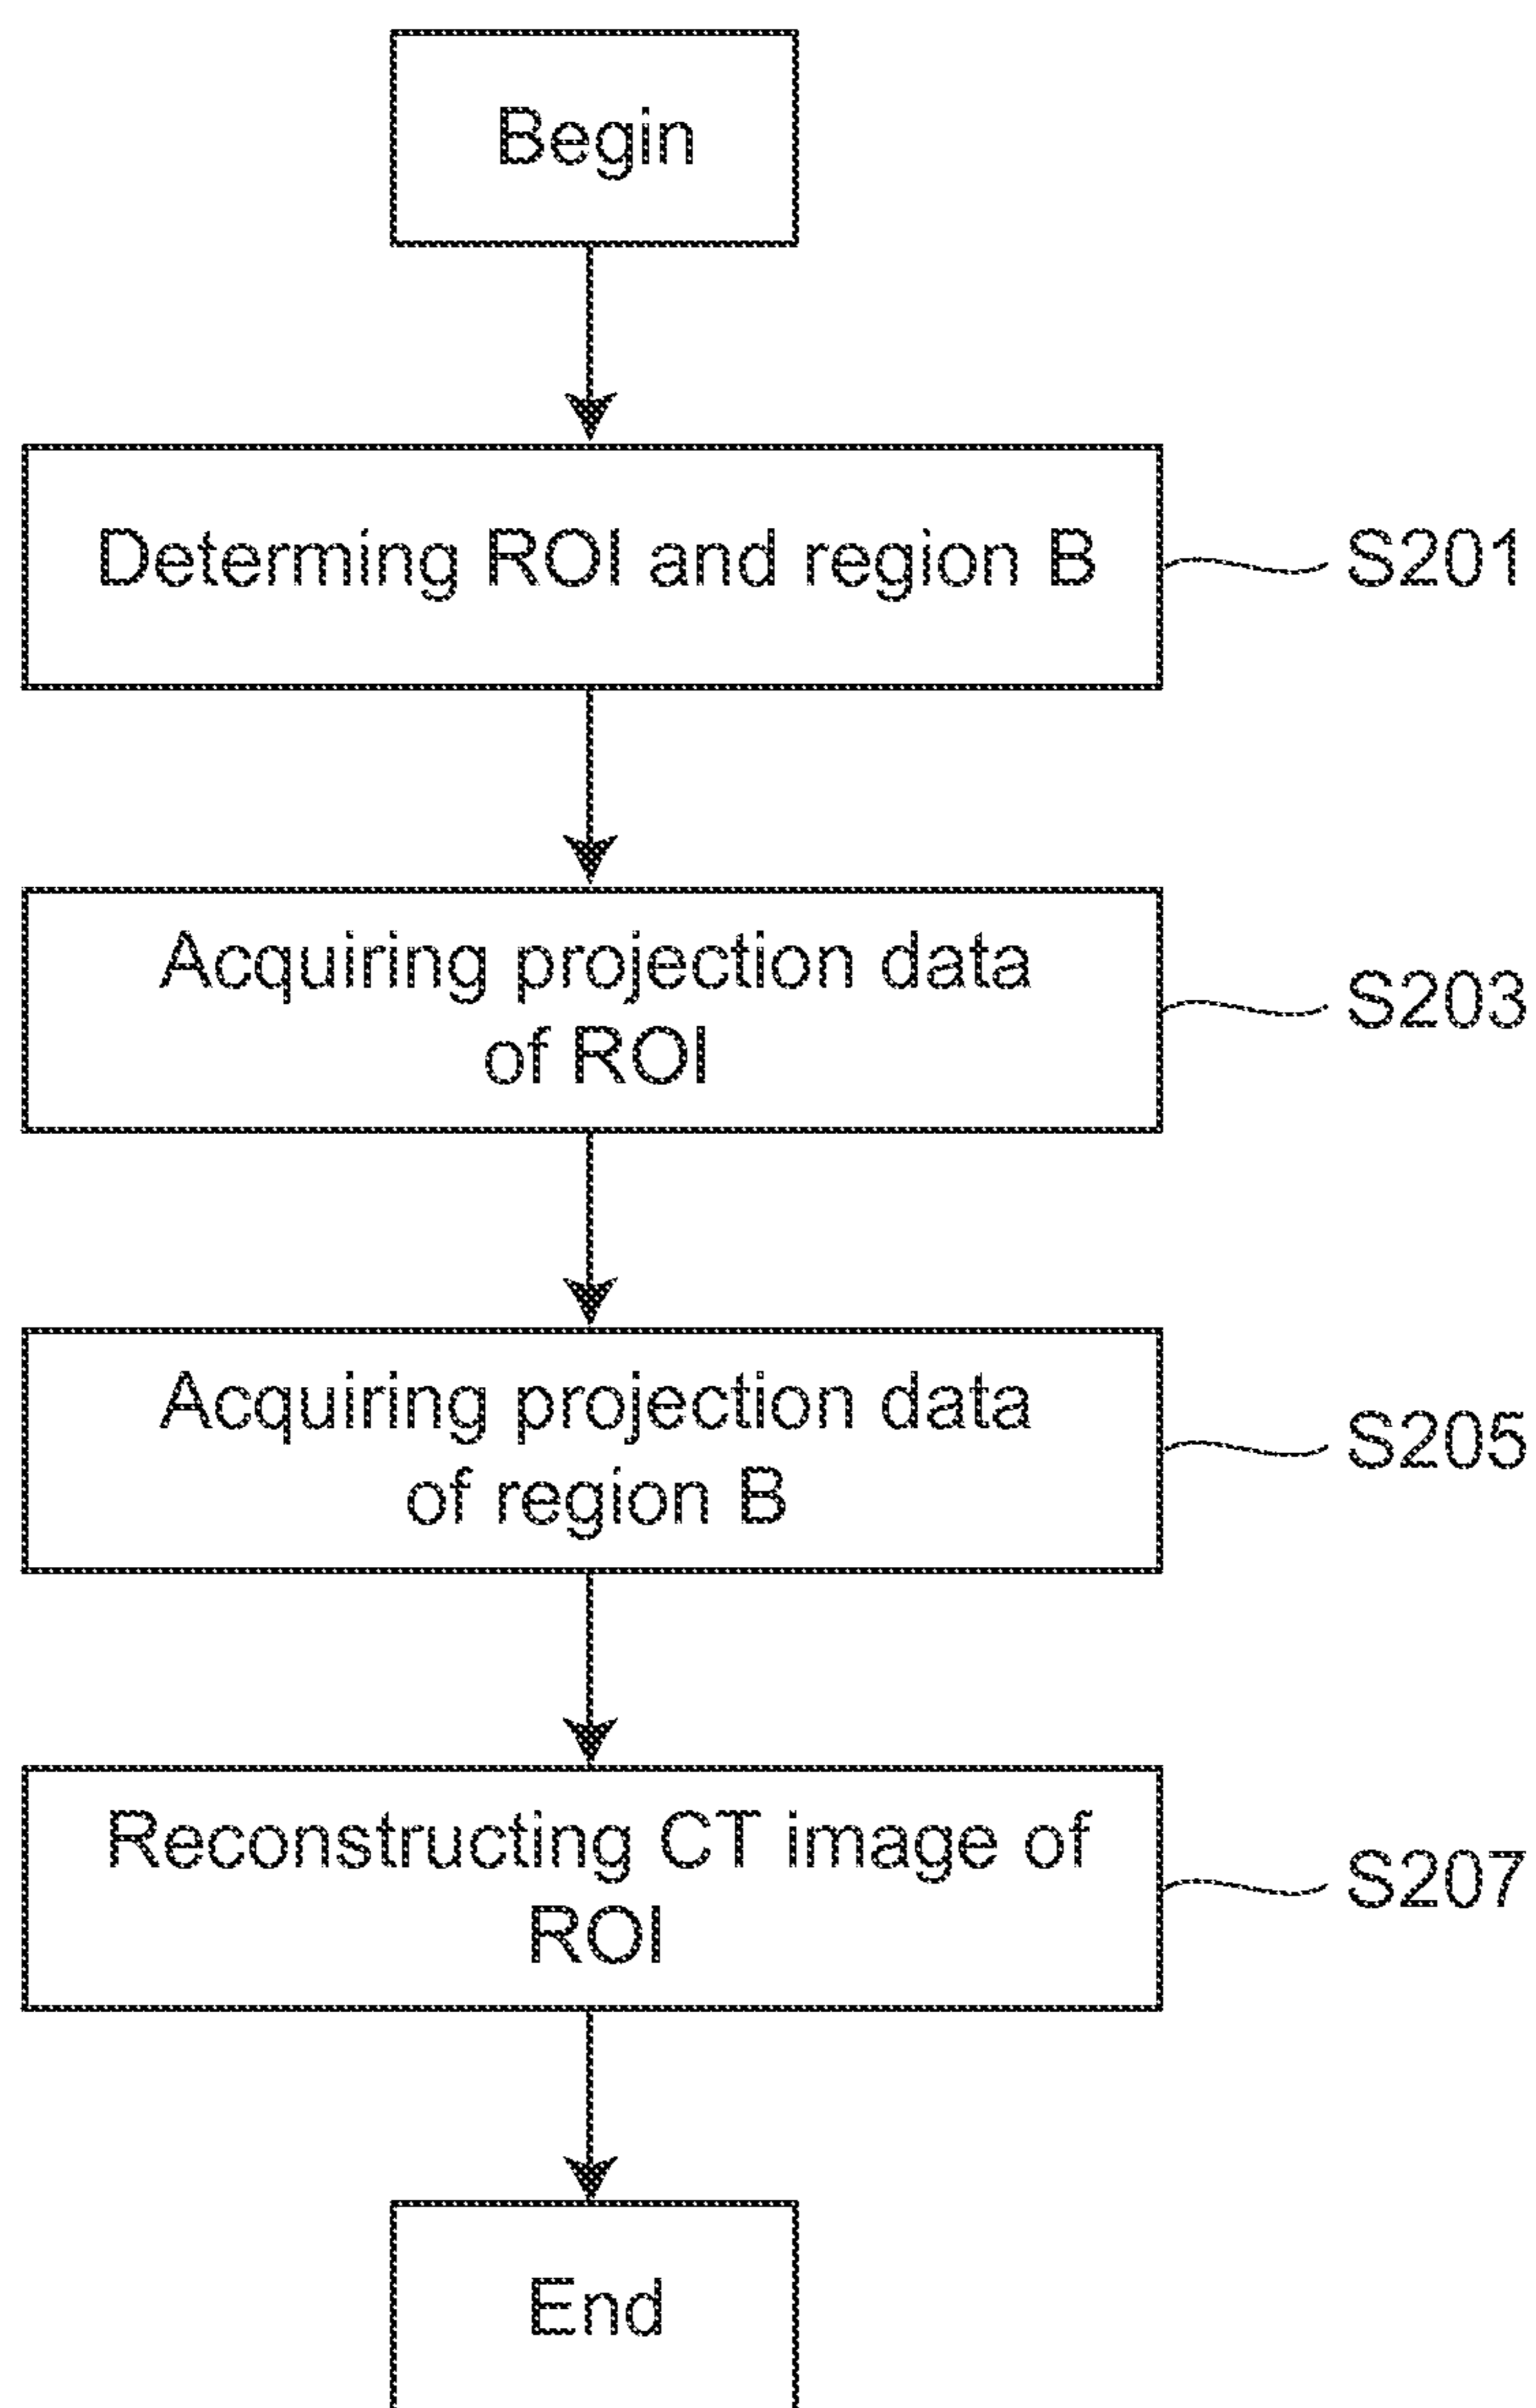 Begin
Determing ROI and region B
S201
Acquiring projection data
of ROI
S203
Acquiring projection data
of region B
S205
Reconstructing CT image of
ROI
S207
End